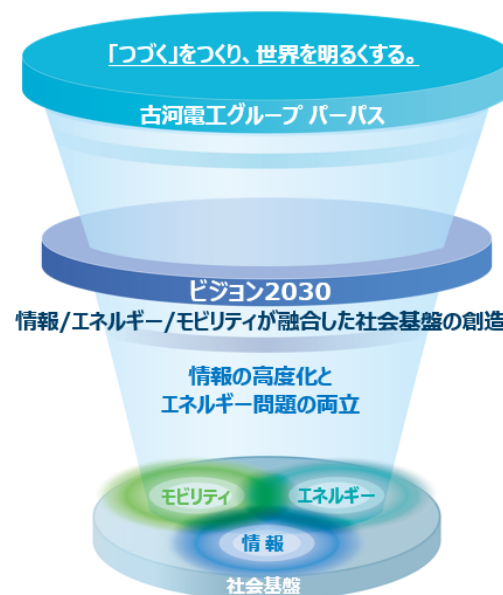 「つづく」をつくり、世界を明るくする。
古河電工グループ パーパス
ビジョン2030
情報/エネルギー/モビリティが融合した社会基盤の創造
情報の高度化と
エネルギー問題の両立
モビリティ
エネルギー
情報
社会基盤